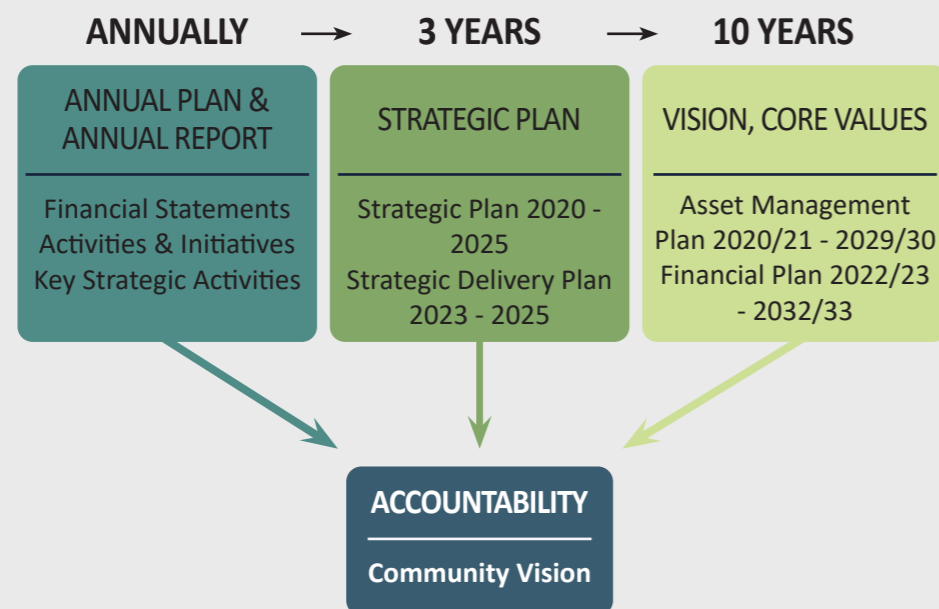 ANNUALLY → 3 YEARS → 10 YEARS
ANNUAL PLAN &
ANNUAL REPORT
Financial Statements
Activities & Initiatives
Key Strategic Activities
STRATEGIC PLAN
Strategic Plan 2020 -
2025
Strategic Delivery Plan
2023 - 2025
VISION, CORE VALUES
Asset Management
Plan 2020/21 - 2029/30
Financial Plan 2022/23
- 2032/33
ACCOUNTABILITY
Community Vision